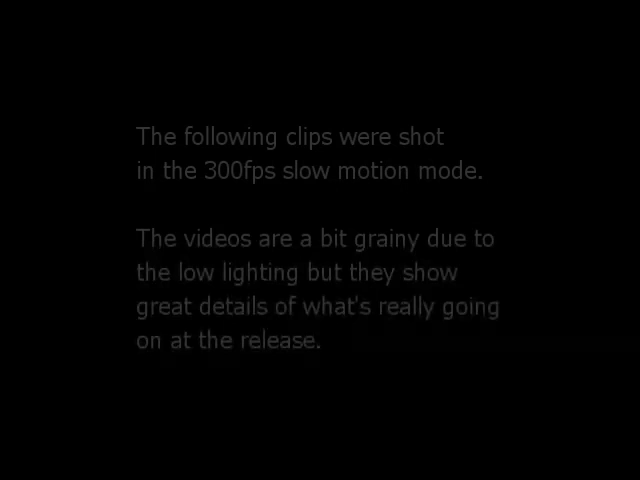 The following clips were shot
in the 300fps slow motion mode.
The videos are a bit grainy due to
the low lighting but they show
great details of what's really going
on at the release.